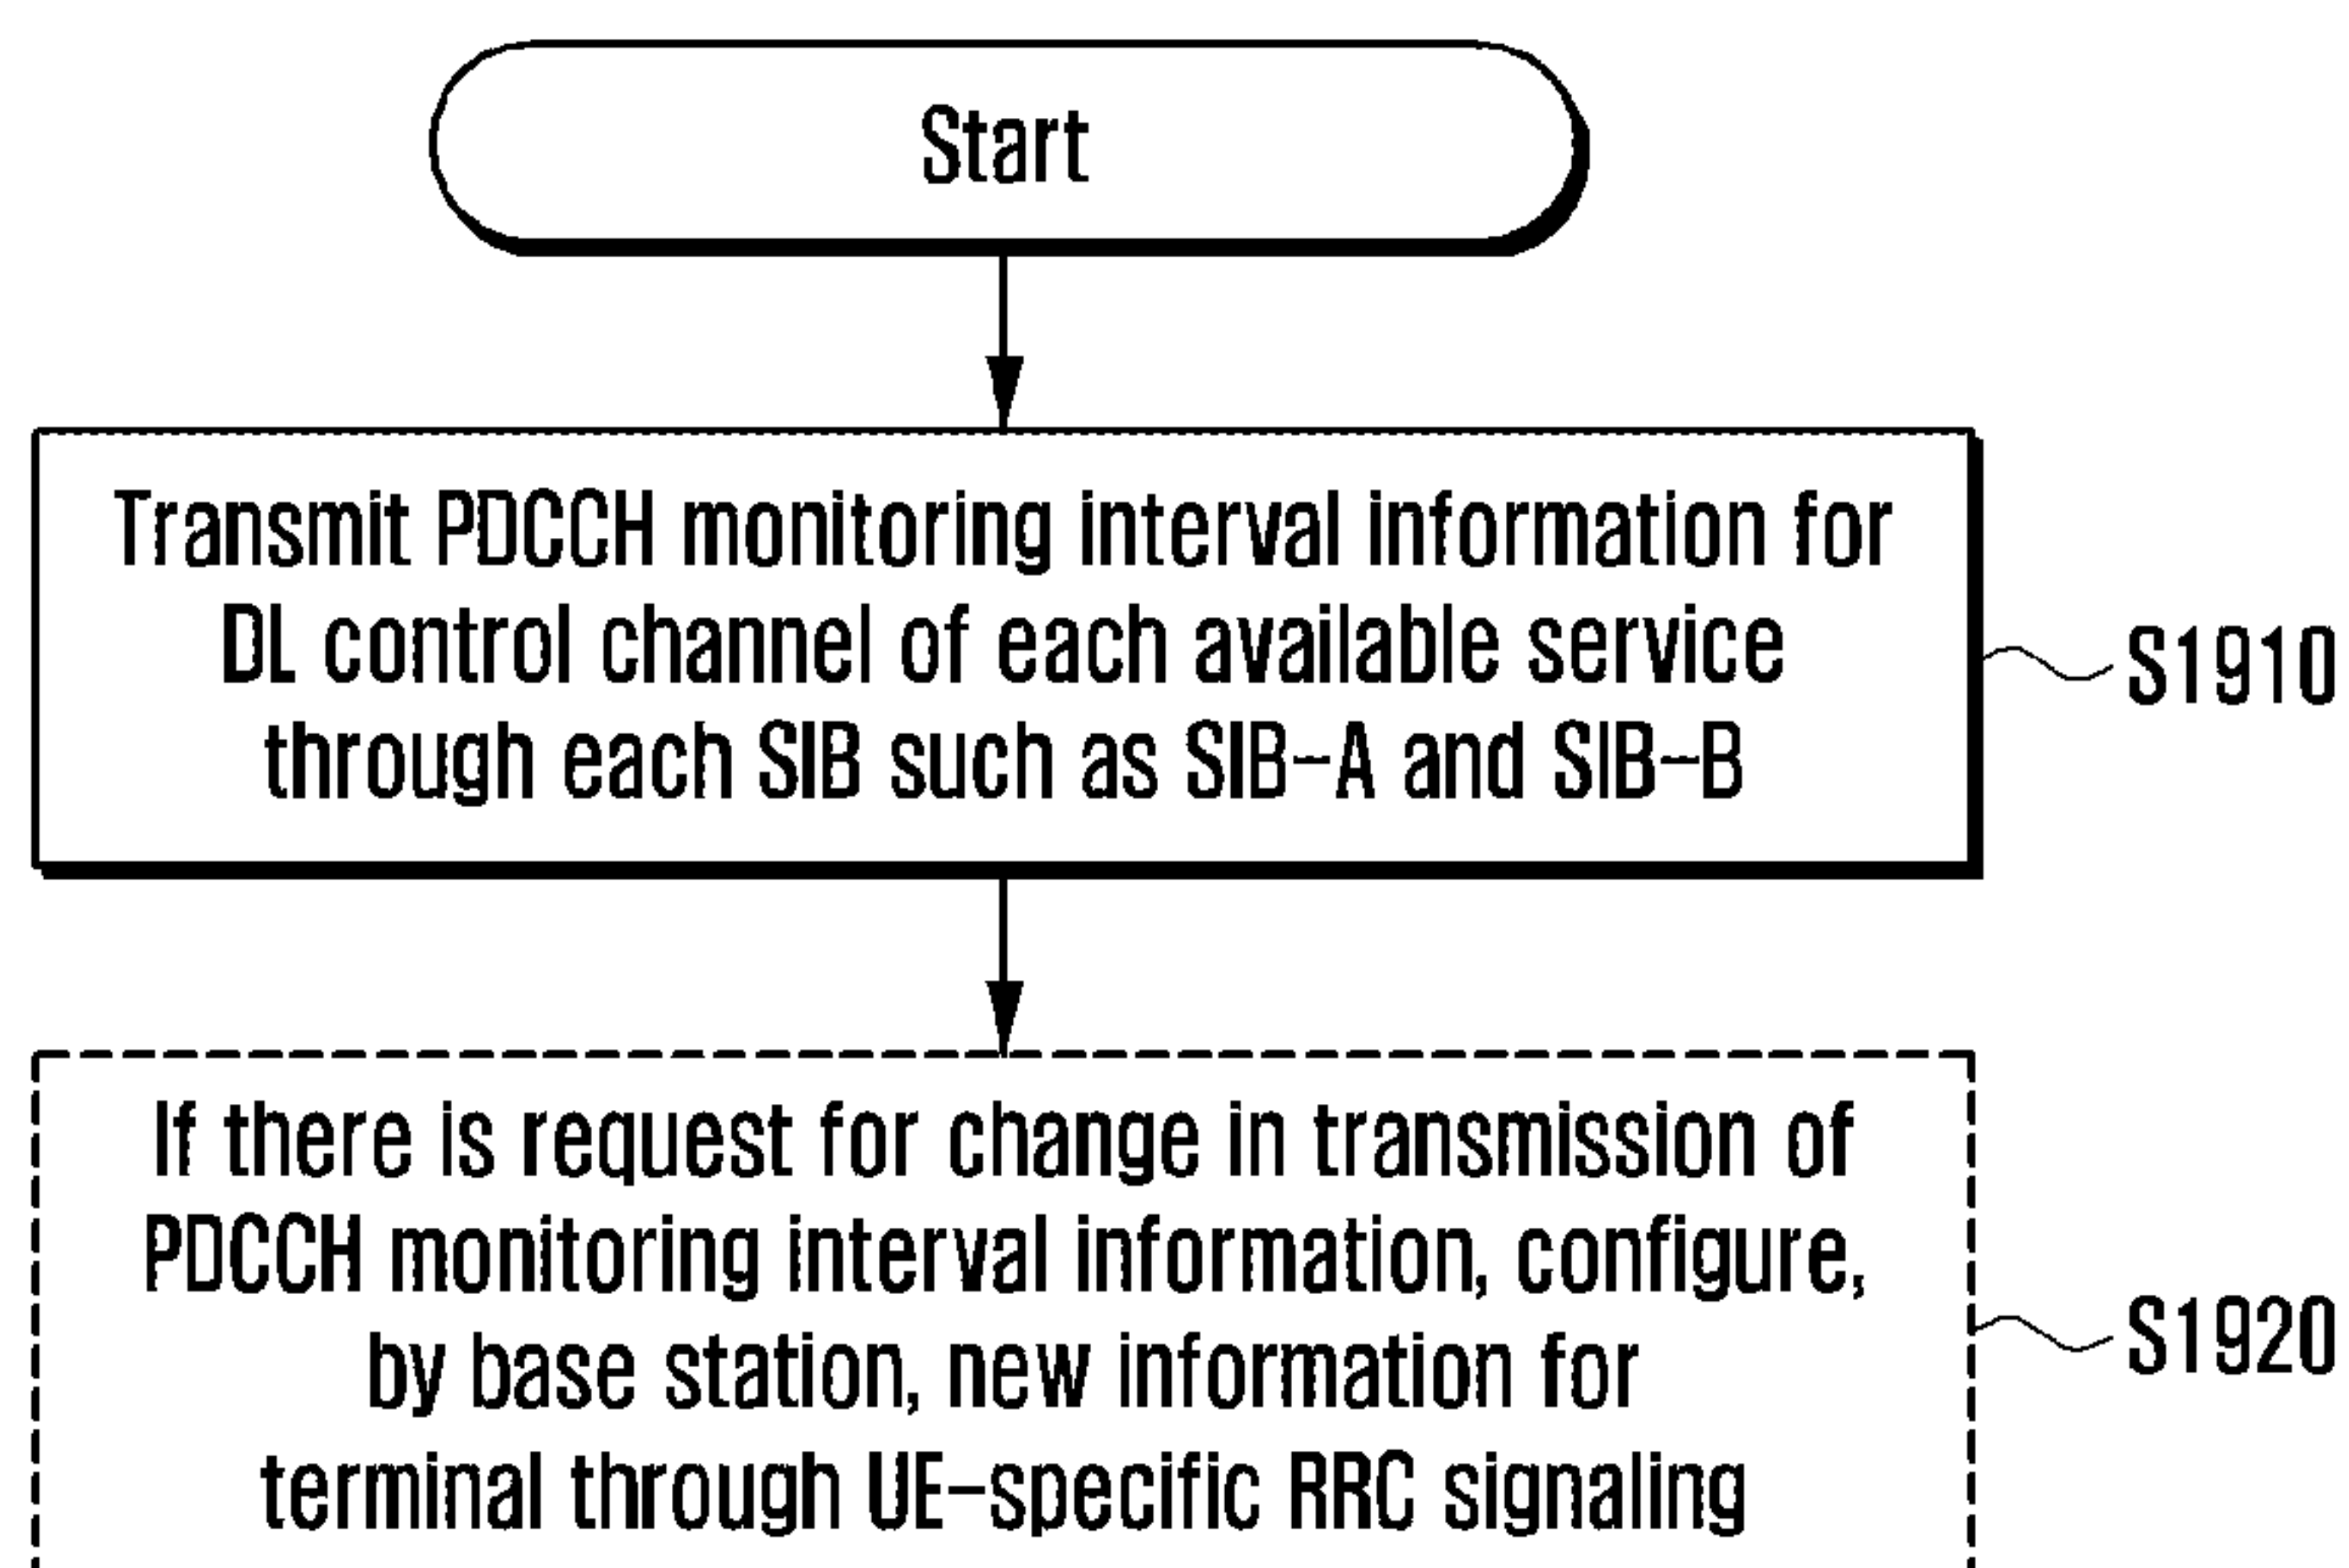 Start
Transmit PDCCH monitoring interval information for
DL control channel of each available service
through each SIB such as SIB-A and SIB-B
S1910
If there is request for change in transmission of
PDCCH monitoring interval information, configure,
by base station, new information for
terminal through UE-specific RRC signaling
S1920